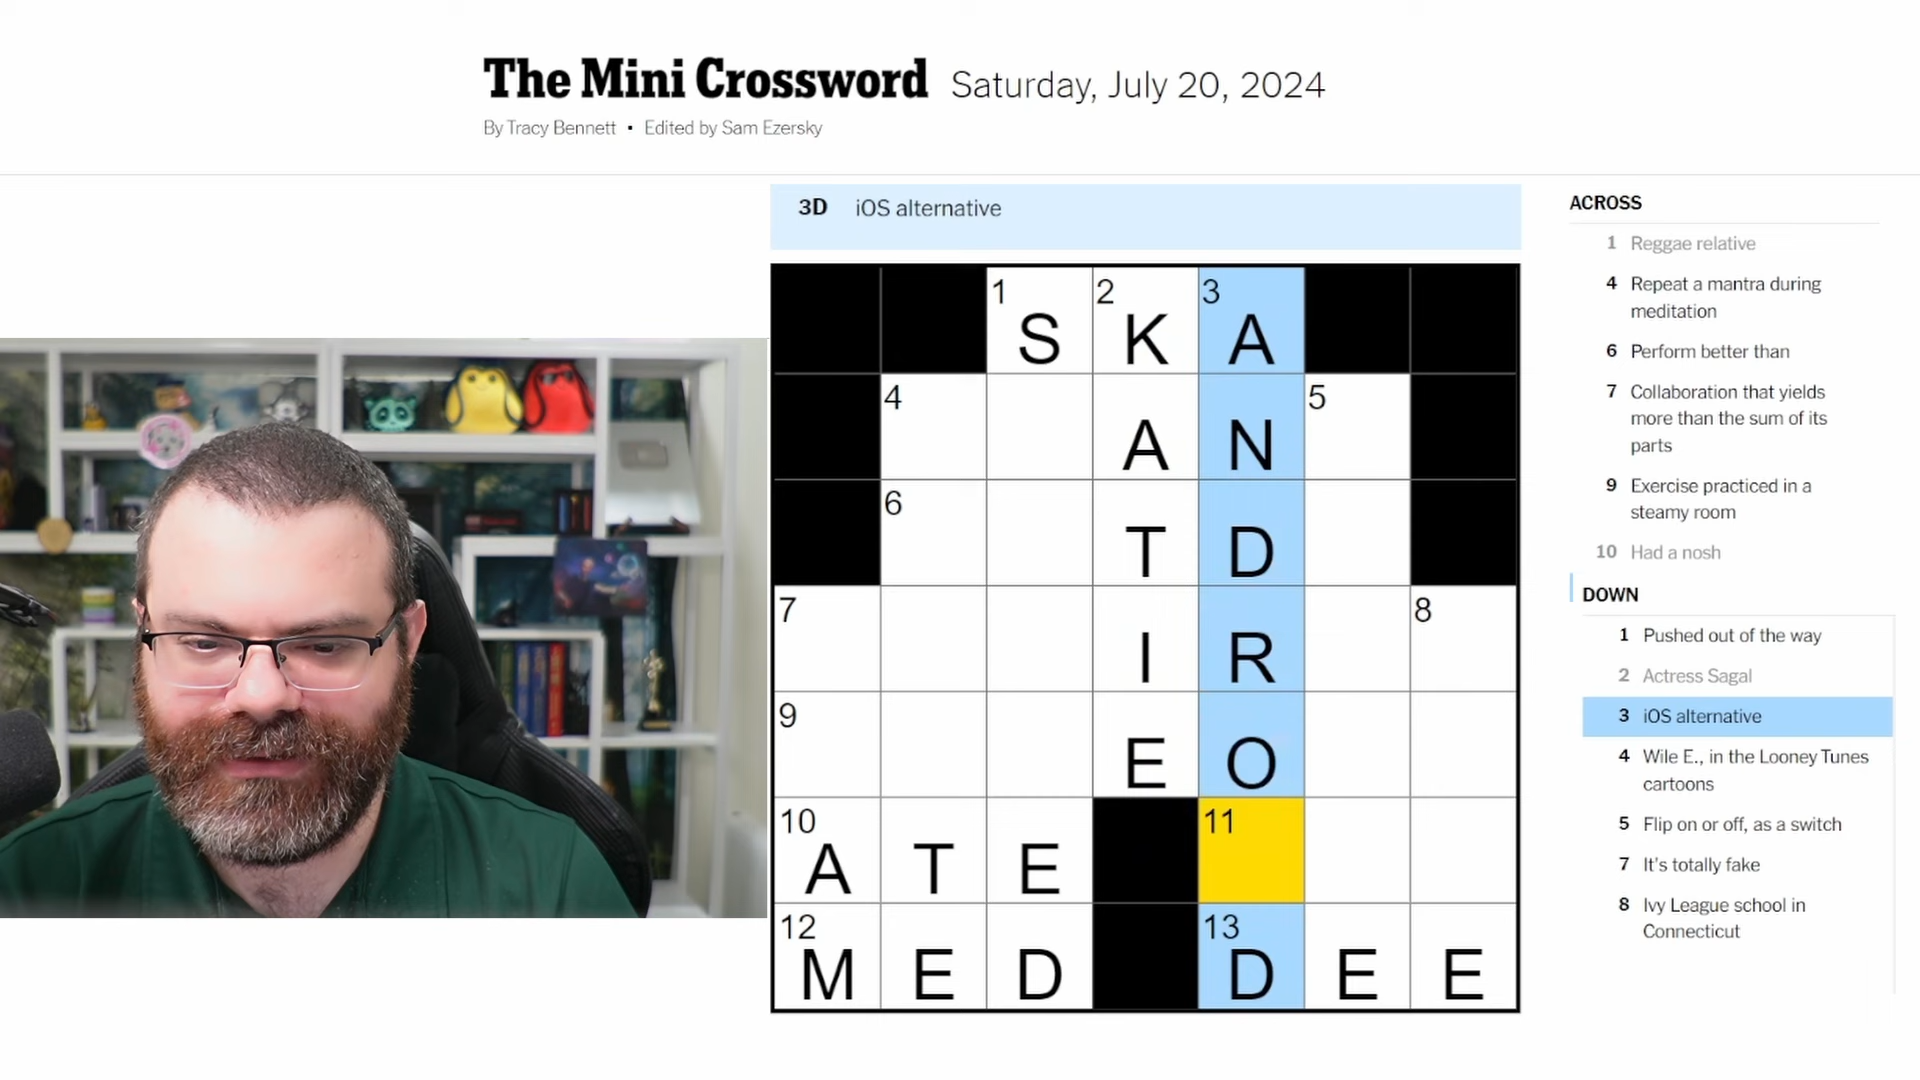 The Mini Crossword Saturday, July 20, 2024
By Tracy Bennett • Edited by Sam Ezersky
3D iOS alternative
1 S 2 K 3 A
4 A N 5
6 T D
7 I R 8
9 E O
10 A T E 11
12 M E D 13 D E E
ACROSS
1 Reggae relative
4 Repeat a mantra during
meditation
6 Perform better than
7 Collaboration that yields
more than the sum of its
parts
9 Exercise practiced in a
steamy room
10 Had a nosh
DOWN
1 Pushed out of the way
2 Actress Sagal
3 iOS alternative
4 Wile E., in the Looney Tunes
cartoons
5 Flip on or off, as a switch
7 It's totally fake
8 Ivy League school in
Connecticut